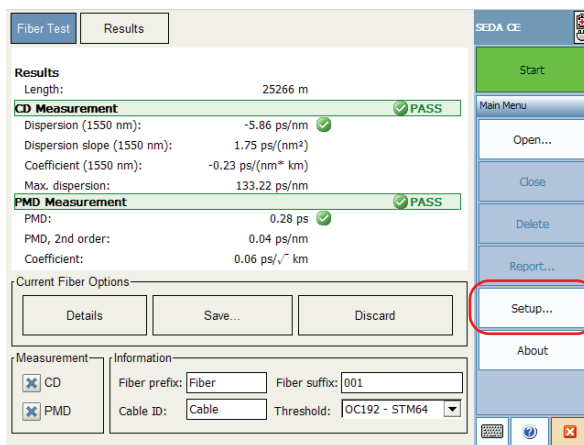 Fiber Test Results
SEDA CE
Start
Main Menu
Open...
Close
Delete
Report...
Setup...
About
Results
Length: 25266 m
CD Measurement PASS
Dispersion (1550 nm): -5.86 ps/nm
Dispersion slope (1550 nm): 1.75 ps/(nm²)
Coefficient (1550 nm): -0.23 ps/(nm* km)
Max. dispersion: 133.22 ps/nm
PMD Measurement PASS
PMD: 0.28 ps
PMD, 2nd order: 0.04 ps/nm
Coefficient: 0.06 ps/√ km
Current Fiber Options
Details Save... Discard
Measurement
CD
PMD
Information
Fiber prefix: Fiber Fiber suffix: 001
Cable ID: Cable Threshold: OC192 - STM64